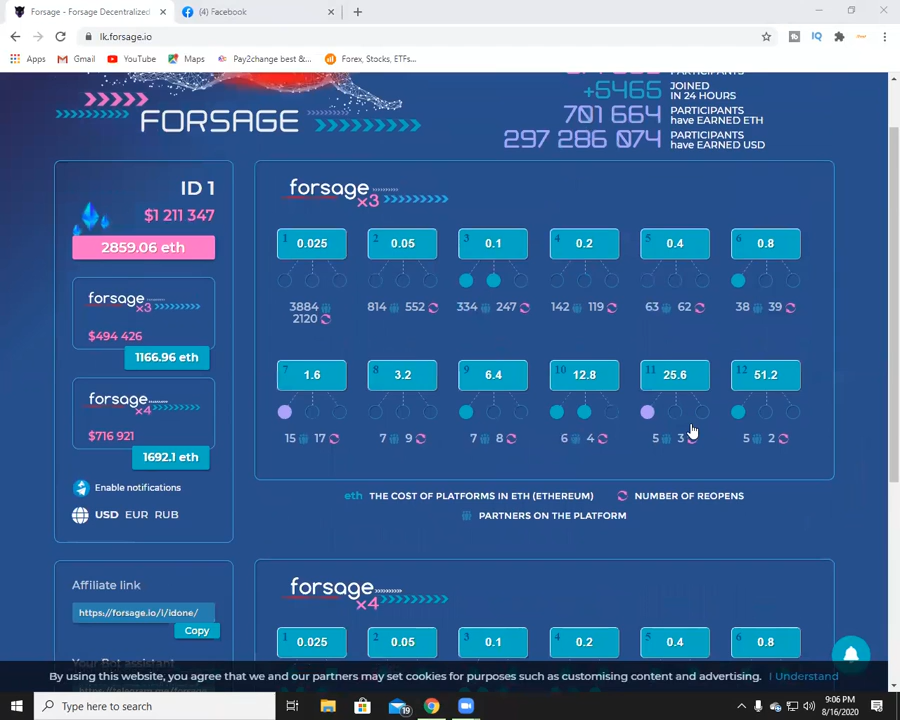 Forsage - Forsage Decentralized
(4) Facebook
lk.forsage.io
Apps
Gmail
YouTube
Maps
Pay2change best &...
Forex, Stocks, ETFs...
IQ
PARTICIPANTS
+5465 JOINED IN 24 HOURS
701 664 PARTICIPANTS have EARNED ETH
297 286 074 PARTICIPANTS have EARNED USD
FORSAGE
ID 1
$1 211 347
2859.06 eth
forsage x3
$494 426
1166.96 eth
forsage x4
$716 921
1692.1 eth
Enable notifications
USD EUR RUB
forsage x3
1 0.025
2 0.05
3 0.1
4 0.2
5 0.4
6 0.8
3884
2120
814 552
334 247
142 119
63 62
38 39
7 1.6
8 3.2
9 6.4
10 12.8
11 25.6
12 51.2
15 17
7 9
7 8
6 4
5 3
5 2
eth THE COST OF PLATFORMS IN ETH (ETHEREUM)
NUMBER OF REOPENS
PARTNERS ON THE PLATFORM
Affiliate link
https://forsage.io/i/idone/
Copy
Your Bot assistant
forsage x4
1 0.025
2 0.05
3 0.1
4 0.2
5 0.4
6 0.8
By using this website, you agree that we and our partners may set cookies for purposes such as customising content and advertising.
I Understand
Type here to search
19
9:06 PM
8/16/2020